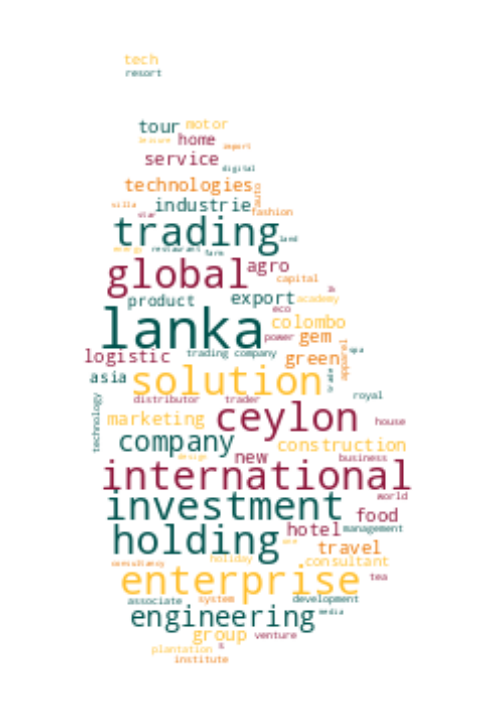 tech
resort
tour motor
leisure home import
service digital
technologies auto
villa industrie fashion
star
trading land
energy restaurant farm
global agro
capital
product export academy
eco
lanka colombo
power gem
logistic trading company green apparel spa
asia solution trade
distributor trader royal
technology marketing ceylon house
company construction
design new business
international
investment world
food
holding hotel management
one travel
consultancy holiday consultant
enterprise tea
associate system development
engineering media
group venture
plantation
institute